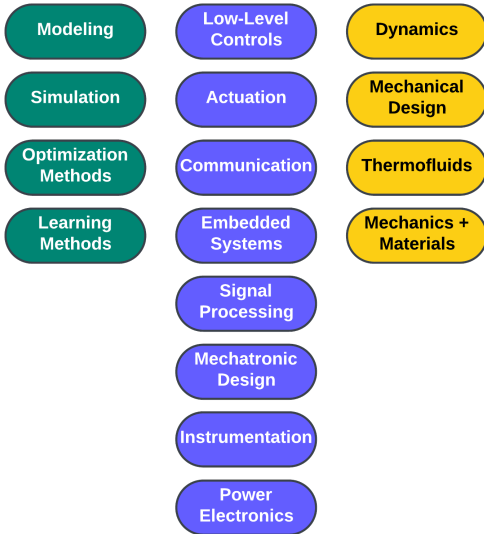 Modeling
Simulation
Optimization
Methods
Learning
Methods
Low-Level
Controls
Actuation
Communication
Embedded
Systems
Signal
Processing
Mechatronic
Design
Instrumentation
Power
Electronics
Dynamics
Mechanical
Design
Thermofluids
Mechanics +
Materials